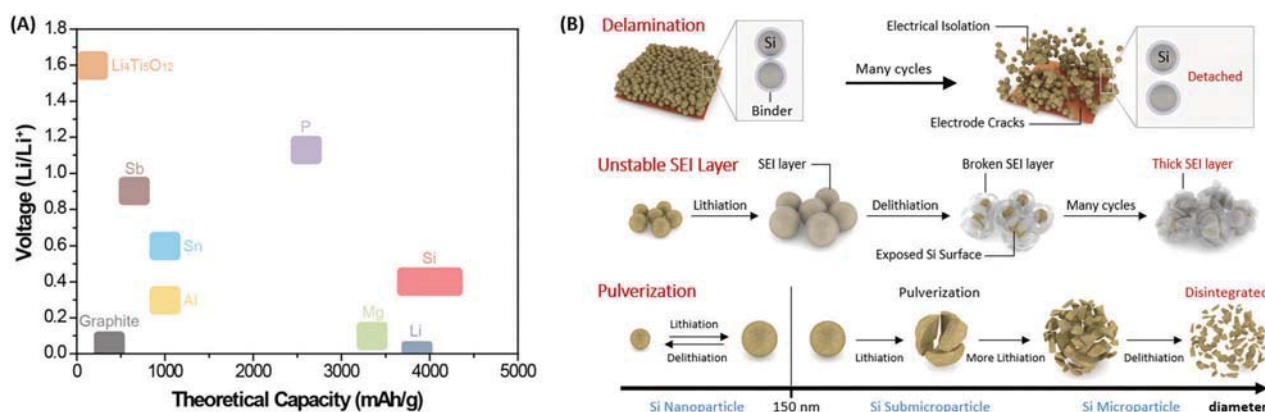 (A)
Voltage (Li/Li⁺)
1.8
1.6
1.4
1.2
1.0
0.8
0.6
0.4
0.2
0.0
Li₄Ti₅O₁₂
P
Sb
Sn
Si
Al
Graphite
Mg
Li
0
1000
2000
3000
4000
5000
Theoretical Capacity (mAh/g)
(B)
Delamination
Si
Binder
Many cycles
Electrical Isolation
Electrode Cracks
Si
Detached
Unstable SEI Layer
SEI layer
Broken SEI layer
Thick SEI layer
Lithiation
Delithiation
Many cycles
Exposed Si Surface
Pulverization
Pulverization
Disintegrated
Lithiation
Delithiation
Lithiation
More Lithiation
Delithiation
Si Nanoparticle
150 nm
Si Submicroparticle
Si Microparticle
diameter